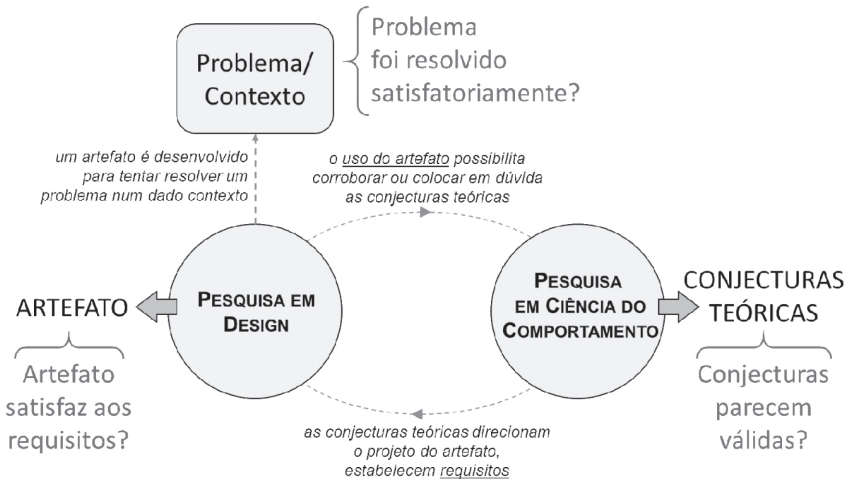 Problema/
Contexto
Problema
foi resolvido
satisfatoriamente?
um artefato é desenvolvido
para tentar resolver um
problema num dado contexto
o uso do artefato possibilita
corroborar ou colocar em dúvida
as conjecturas teóricas
ARTEFATO
PESQUISA EM
DESIGN
PESQUISA
EM CIÊNCIA DO
COMPORTAMENTO
CONJECTURAS
TEÓRICAS
Artefato
satisfaz aos
requisitos?
Conjecturas
parecem
válidas?
as conjecturas teóricas direcionam
o projeto do artefato,
estabelecem requisitos